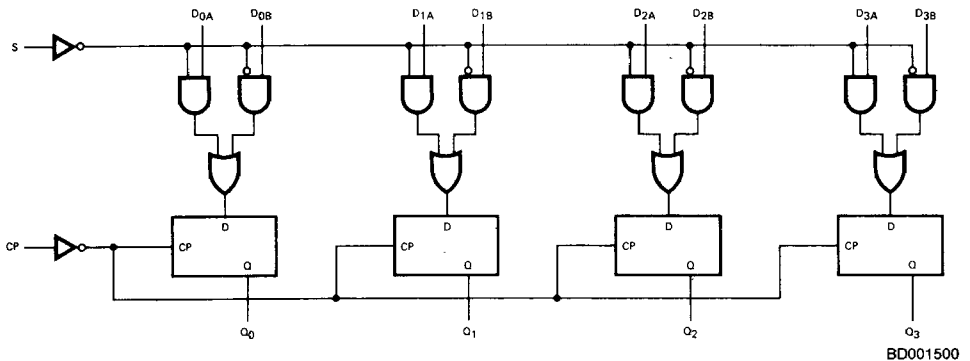 D0A D0B D1A D1B D2A D2B D3A D3B
S
D D D D
CP CP CP CP CP
Q Q Q Q
Q0 Q1 Q2 Q3
BD001500